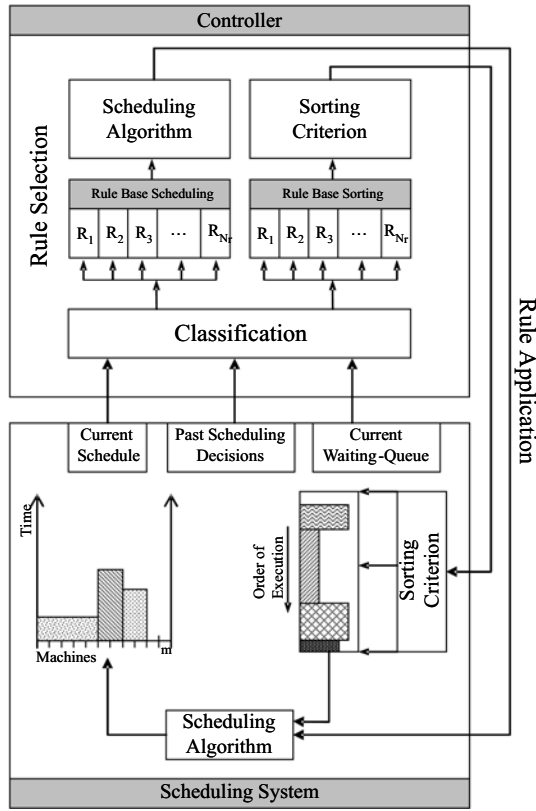 Controller
Scheduling
Algorithm
Sorting
Criterion
Rule Selection
Rule Base Scheduling
Rule Base Sorting
R1 R2 R3 ... RNr
R1 R2 R3 ... RNr
Classification
Rule Application
Current
Schedule
Past Scheduling
Decisions
Current
Waiting-Queue
Time
Machines
m
Order of
Execution
Sorting
Criterion
Scheduling
Algorithm
Scheduling System